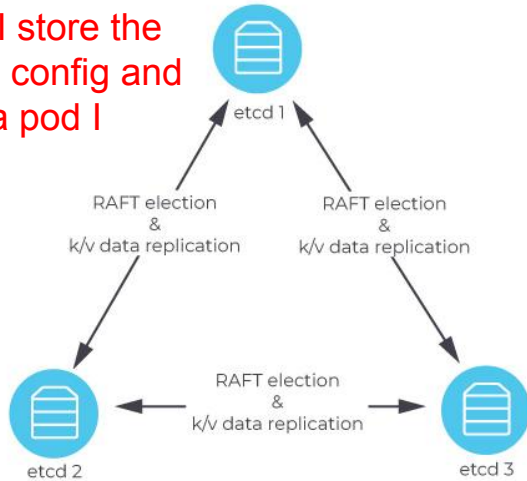 I store the
config and
a pod I
etcd 1
RAFT election
&
k/v data replication
RAFT election
&
k/v data replication
RAFT election
&
k/v data replication
etcd 2
etcd 3